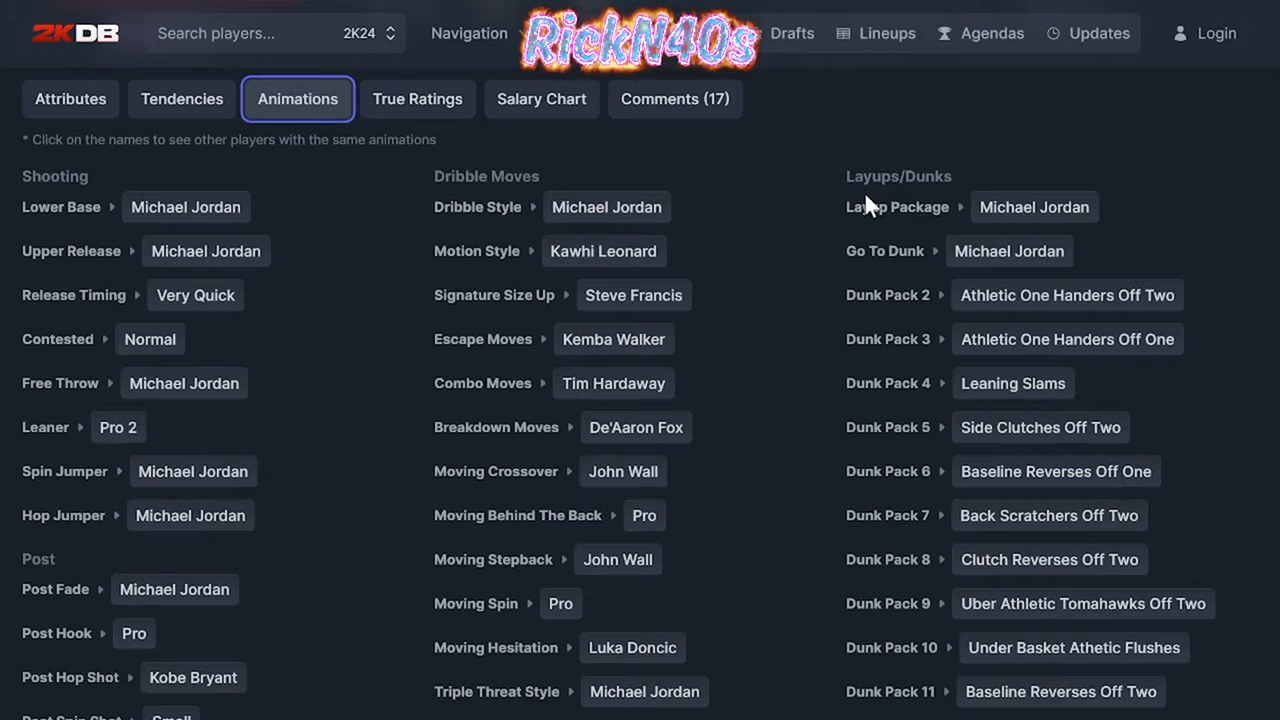 2KDB Search players... 2K24 Navigation RickN40s Drafts Lineups Agendas Updates Login
Attributes Tendencies Animations True Ratings Salary Chart Comments (17)
* Click on the names to see other players with the same animations
Shooting
Lower Base Michael Jordan
Upper Release Michael Jordan
Release Timing Very Quick
Contested Normal
Free Throw Michael Jordan
Leaner Pro 2
Spin Jumper Michael Jordan
Hop Jumper Michael Jordan
Post
Post Fade Michael Jordan
Post Hook Pro
Post Hop Shot Kobe Bryant
Post Spin Shot Small
Dribble Moves
Dribble Style Michael Jordan
Motion Style Kawhi Leonard
Signature Size Up Steve Francis
Escape Moves Kemba Walker
Combo Moves Tim Hardaway
Breakdown Moves De'Aaron Fox
Moving Crossover John Wall
Moving Behind The Back Pro
Moving Stepback John Wall
Moving Spin Pro
Moving Hesitation Luka Doncic
Triple Threat Style Michael Jordan
Layups/Dunks
Layup Package Michael Jordan
Go To Dunk Michael Jordan
Dunk Pack 2 Athletic One Handers Off Two
Dunk Pack 3 Athletic One Handers Off One
Dunk Pack 4 Leaning Slams
Dunk Pack 5 Side Clutches Off Two
Dunk Pack 6 Baseline Reverses Off One
Dunk Pack 7 Back Scratchers Off Two
Dunk Pack 8 Clutch Reverses Off Two
Dunk Pack 9 Uber Athletic Tomahawks Off Two
Dunk Pack 10 Under Basket Athetic Flushes
Dunk Pack 11 Baseline Reverses Off Two